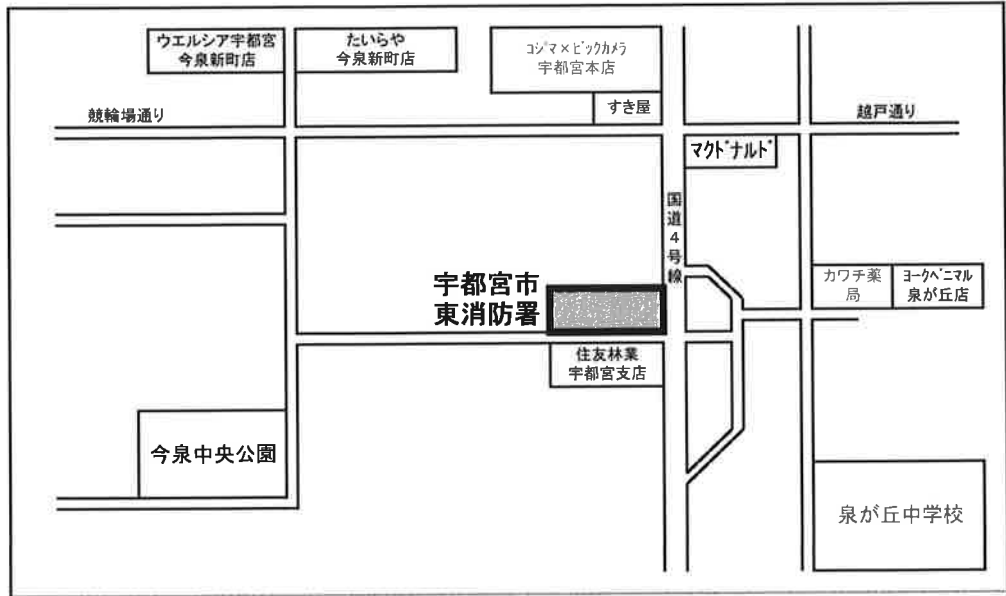 ウエルシア宇都宮
今泉新町店
たいらや
今泉新町店
コジマ×ビックカメラ
宇都宮本店
すき屋
競輪場通り
越戸通り
マクドナルド
国道4号線
カワチ薬
局
ヨークベニマル
泉が丘店
宇都宮市
東消防署
住友林業
宇都宮支店
今泉中央公園
泉が丘中学校